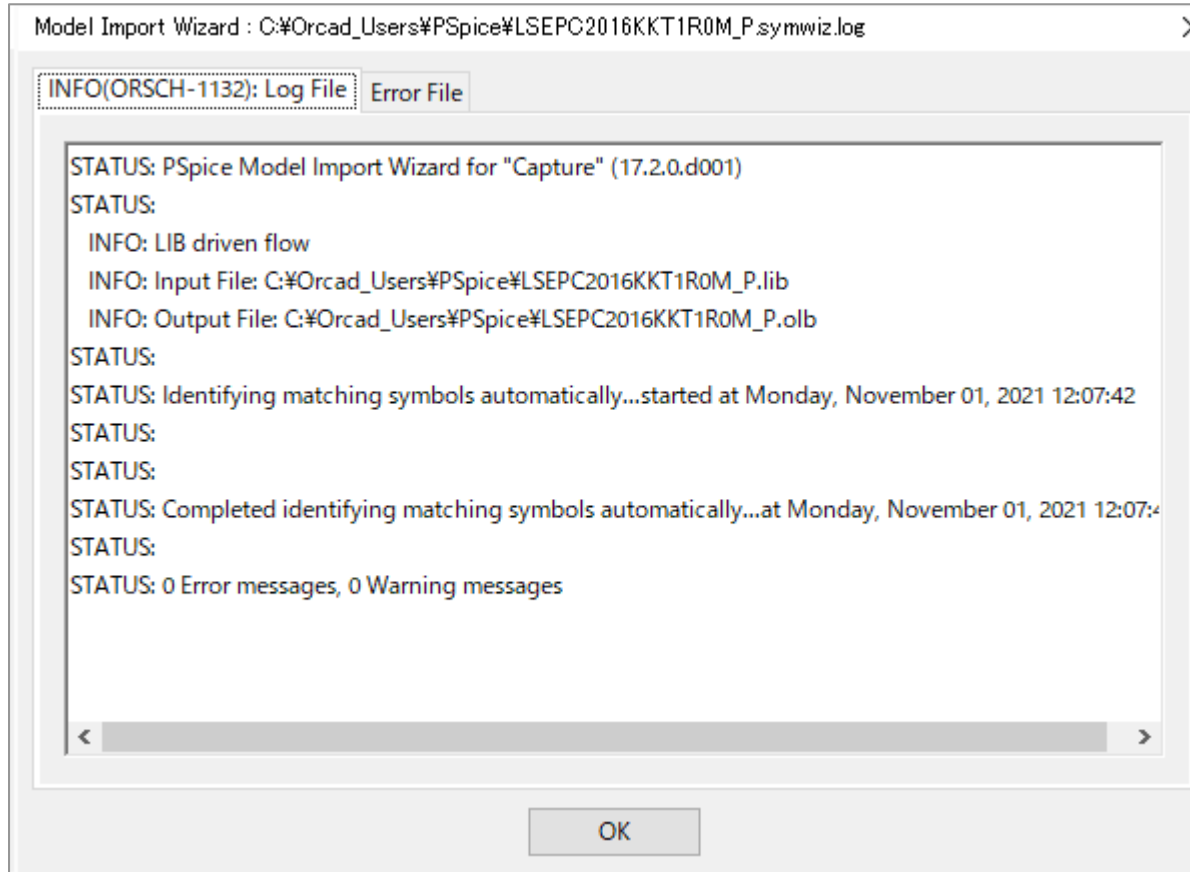 Model Import Wizard : C:¥Orcad_Users¥PSpice¥LSEPC2016KKT1R0M_P.symwiz.log
INFO(ORSCH-1132): Log File Error File
STATUS: PSpice Model Import Wizard for "Capture" (17.2.0.d001)
STATUS:
INFO: LIB driven flow
INFO: Input File: C:¥Orcad_Users¥PSpice¥LSEPC2016KKT1R0M_P.lib
INFO: Output File: C:¥Orcad_Users¥PSpice¥LSEPC2016KKT1R0M_P.olb
STATUS:
STATUS: Identifying matching symbols automatically...started at Monday, November 01, 2021 12:07:42
STATUS:
STATUS:
STATUS: Completed identifying matching symbols automatically...at Monday, November 01, 2021 12:07:4
STATUS:
STATUS: 0 Error messages, 0 Warning messages
OK